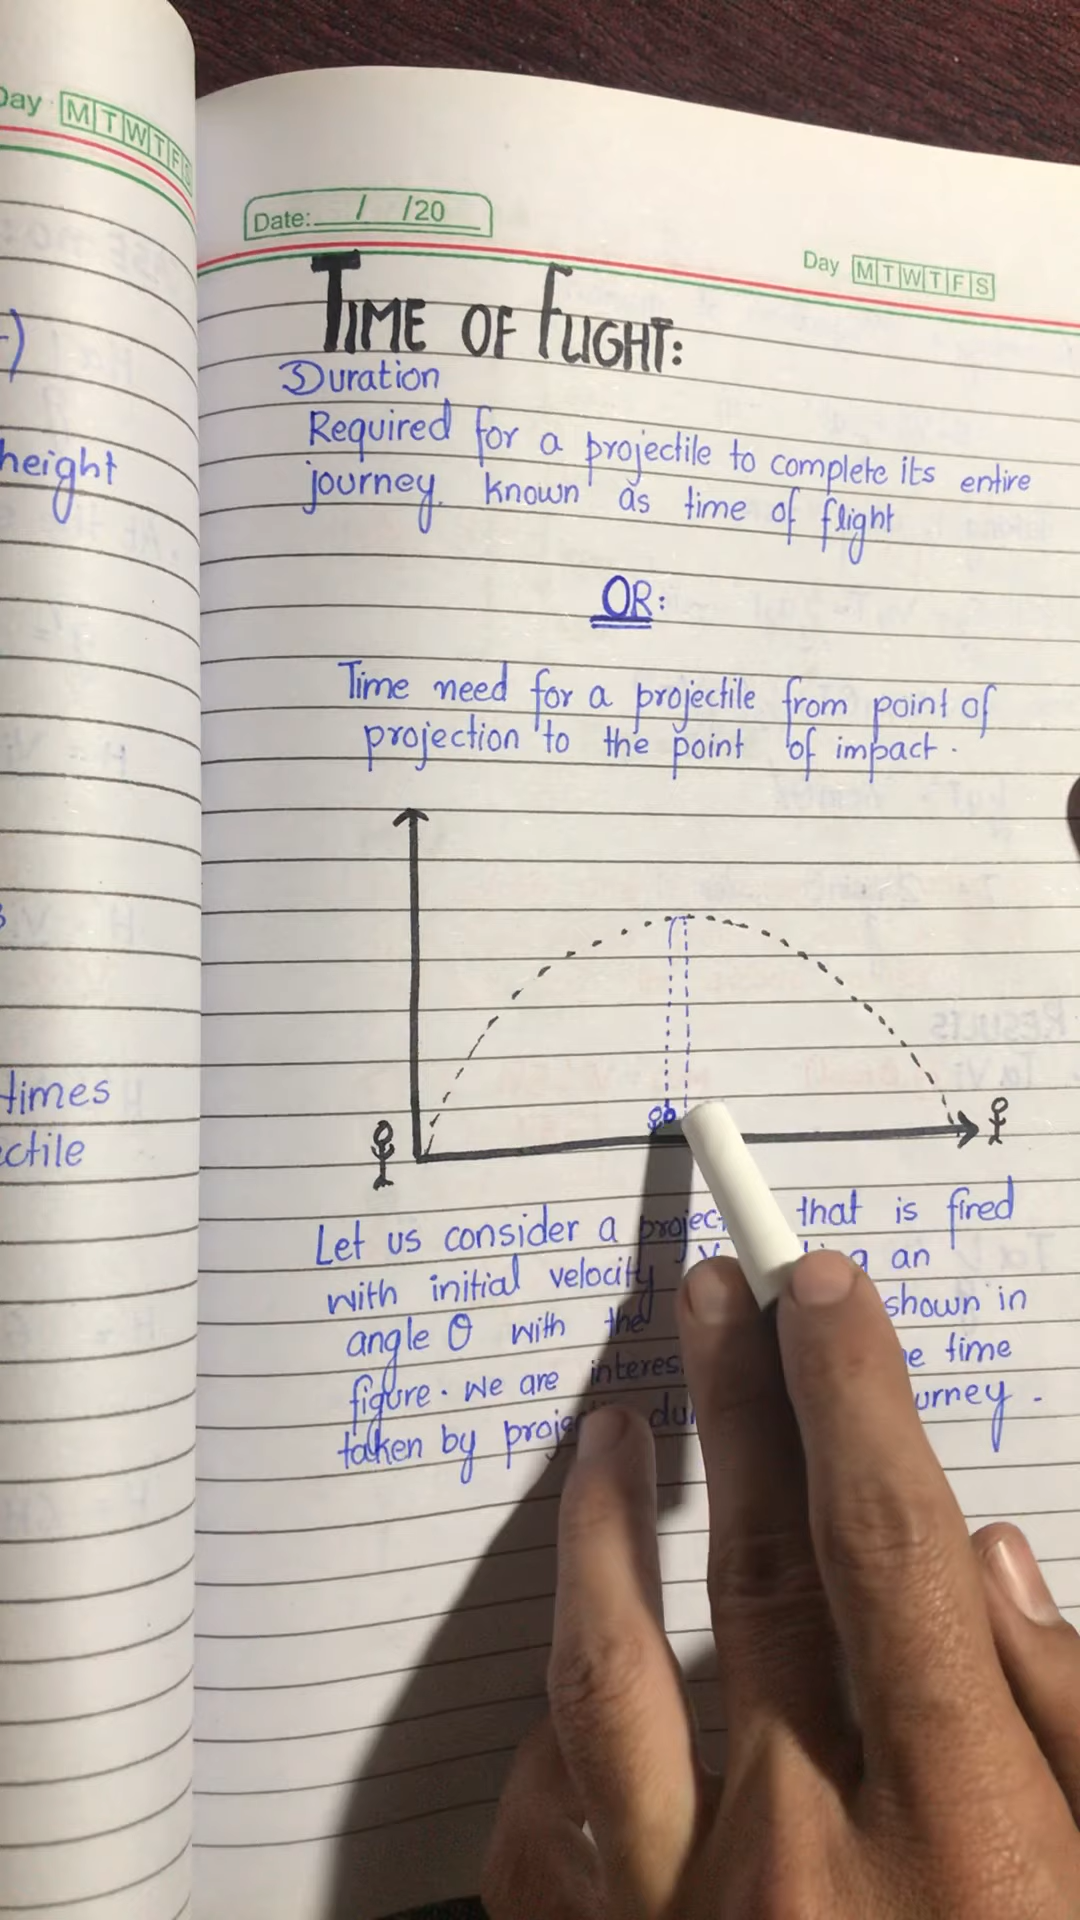 Day M T W T F S
height
times
ctile
Date: / /20
Day M T W T F S
TIME OF FLIGHT:
Duration
Required for a projectile to complete its entire
journey. known as time of flight
OR:
Time need for a projectile from point of
projection to the point of impact.
Let us consider a that is fired
with initial velocity an
angle θ with the shown in
figure. We are time
taken by